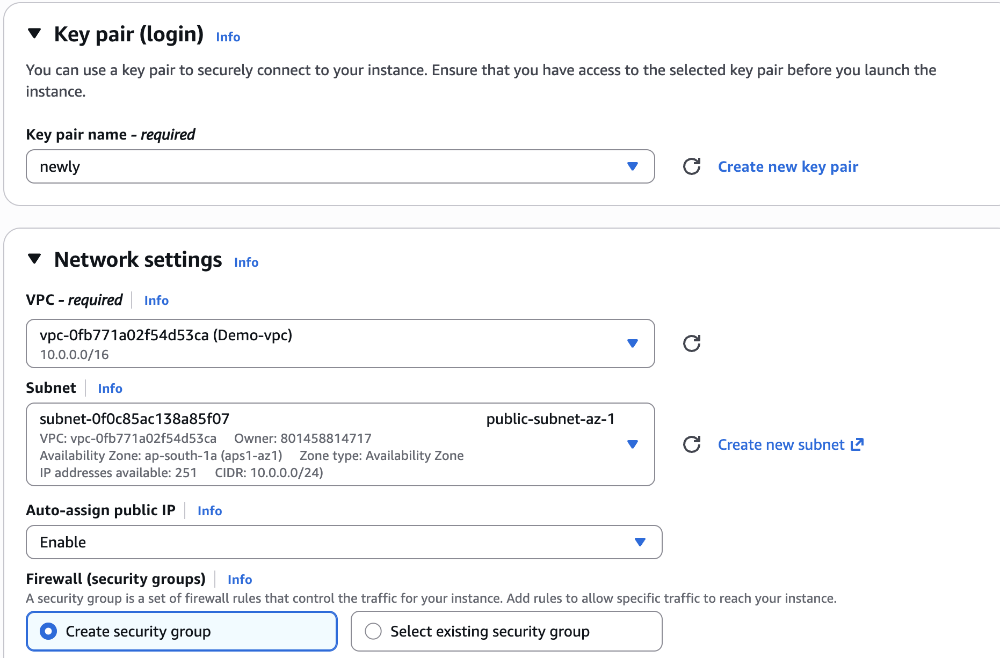 Key pair (login) Info
You can use a key pair to securely connect to your instance. Ensure that you have access to the selected key pair before you launch the
instance.
Key pair name - required
newly
Create new key pair
Network settings Info
VPC - required Info
vpc-0fb771a02f54d53ca (Demo-vpc)
10.0.0.0/16
Subnet Info
subnet-0f0c85ac138a85f07 public-subnet-az-1
VPC: vpc-0fb771a02f54d53ca Owner: 801458814717
Availability Zone: ap-south-1a (aps1-az1) Zone type: Availability Zone
IP addresses available: 251 CIDR: 10.0.0.0/24)
Create new subnet
Auto-assign public IP Info
Enable
Firewall (security groups) Info
A security group is a set of firewall rules that control the traffic for your instance. Add rules to allow specific traffic to reach your instance.
Create security group Select existing security group